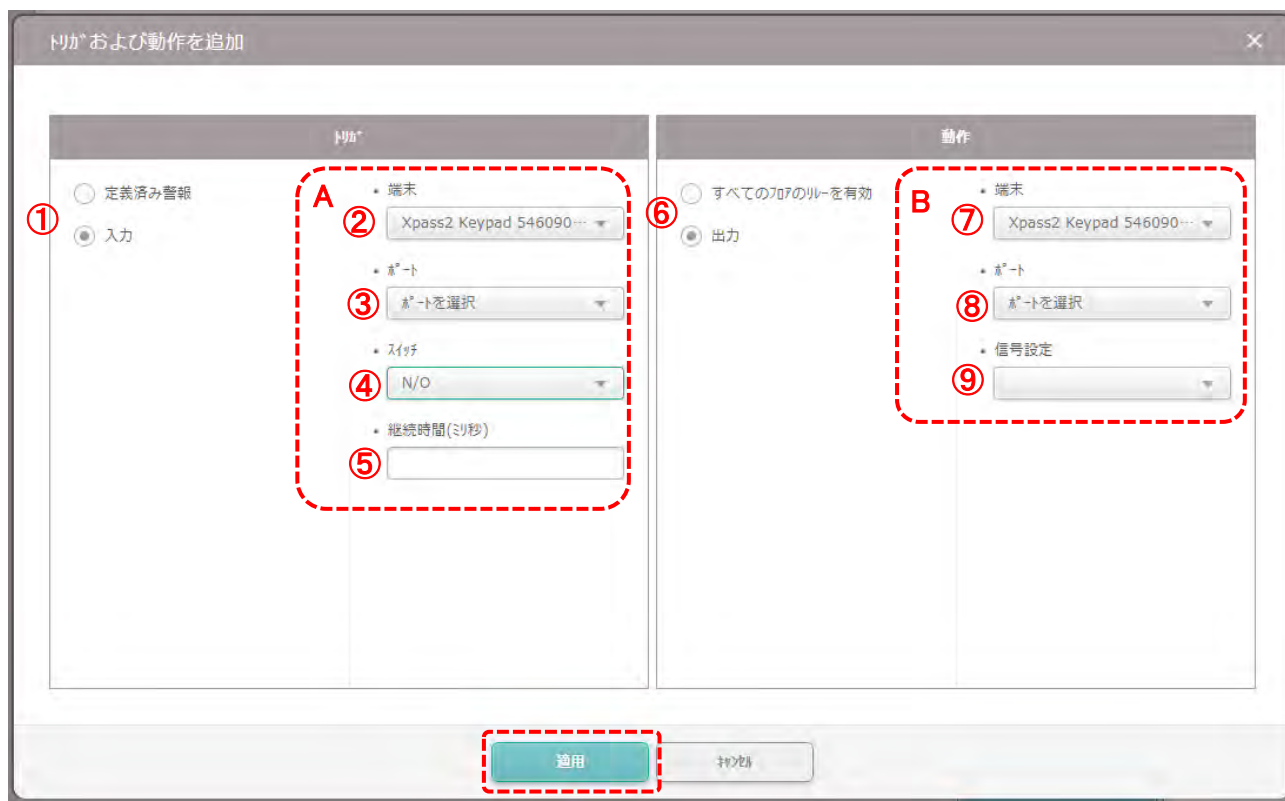 ﾄﾘｶﾞおよび動作を追加 ×
ﾄﾘｶﾞ
① 定義済み警報
入力
A
・ 端末
② Xpass2 Keypad 546090…
・ ﾎﾟｰﾄ
③ ﾎﾟｰﾄを選択
・ ｽｲｯﾁ
④ N/O
・ 継続時間(ﾐﾘ秒)
⑤
動作
⑥ すべてのﾌﾛｱのﾘﾚｰを有効
出力
B
・ 端末
⑦ Xpass2 Keypad 546090…
・ ﾎﾟｰﾄ
⑧ ﾎﾟｰﾄを選択
・ 信号設定
⑨
適用
ｷｬﾝｾﾙ